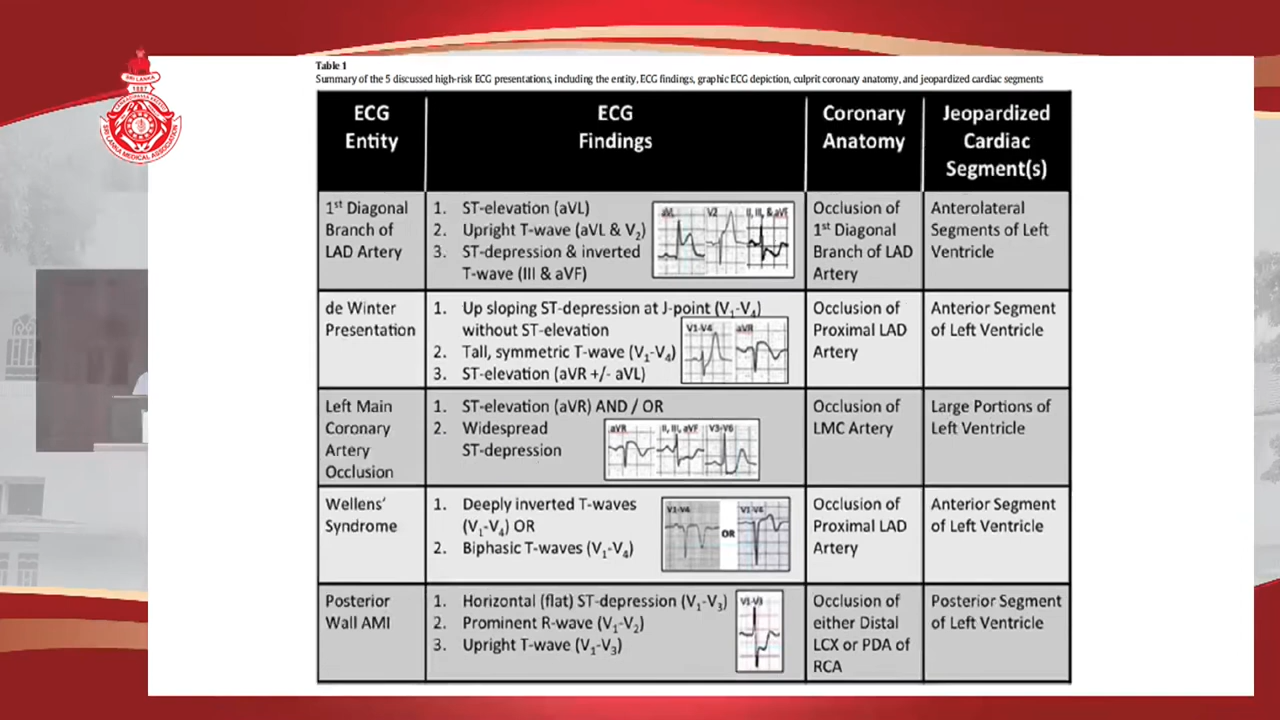 Table 1
Summary of the 5 discussed high-risk ECG presentations, including the entity, ECG findings, graphic ECG depiction, culprit coronary anatomy, and jeopardized cardiac segments
ECG
Entity
ECG
Findings
Coronary
Anatomy
Jeopardized
Cardiac
Segment(s)
1st Diagonal
Branch of
LAD Artery
1. ST-elevation (aVL)
2. Upright T-wave (aVL & V2)
3. ST-depression & inverted
T-wave (III & aVF)
aVL V2 II, III, & aVF
Occlusion of
1st Diagonal
Branch of LAD
Artery
Anterolateral
Segments of Left
Ventricle
de Winter
Presentation
1. Up sloping ST-depression at J-point (V1-V4)
without ST-elevation
2. Tall, symmetric T-wave (V1-V4)
3. ST-elevation (aVR +/- aVL)
V1-V4 aVR
Occlusion of
Proximal LAD
Artery
Anterior Segment
of Left Ventricle
Left Main
Coronary
Artery
Occlusion
1. ST-elevation (aVR) AND / OR
2. Widespread
ST-depression
aVR II, III, aVF V3-V6
Occlusion of
LMC Artery
Large Portions of
Left Ventricle
Wellens'
Syndrome
1. Deeply inverted T-waves
(V1-V4) OR
2. Biphasic T-waves (V1-V4)
V1-V4 OR V1-V4
Occlusion of
Proximal LAD
Artery
Anterior Segment
of Left Ventricle
Posterior
Wall AMI
1. Horizontal (flat) ST-depression (V1-V3)
2. Prominent R-wave (V1-V2)
3. Upright T-wave (V1-V3)
V1-V3
Occlusion of
either Distal
LCX or PDA of
RCA
Posterior Segment
of Left Ventricle
SRI LANKA
1887
SRI LANKA MEDICAL ASSOCIATION